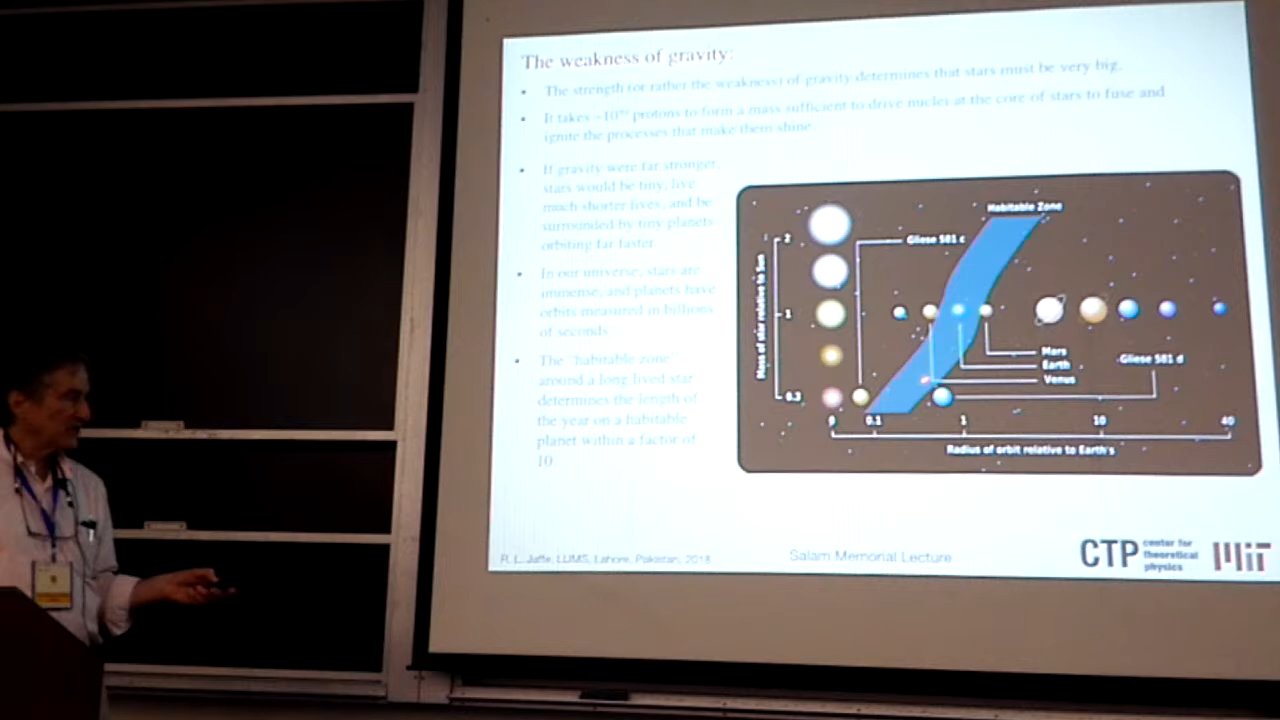 The weakness of gravity:
• The strength (or rather the weakness) of gravity determines that stars must be very big.
• It takes ~10 protons to form a mass sufficient to drive nuclei at the core of stars to fuse and
ignite the processes that make them shine.
• If gravity were far stronger,
stars would be tiny, live
much shorter lives, and be
surrounded by tiny planets
orbiting far faster.
• In our universe, stars are
immense, and planets have
orbits measured in billions
of seconds
• The "habitable zone"
around a long lived star
determines the length of
the year on a habitable
planet within a factor of
10
Habitable Zone
Gliese 581 c
Mass of star relative to Sun
2
1
0.3
Mars
Earth
Venus
Gliese 581 d
0 0.1 1 10 40
Radius of orbit relative to Earth's
R. L. Jaffe, LUMS, Lahore, Pakistan, 2018
Salam Memorial Lecture
CTP
center for
theoretical
physics
MIT